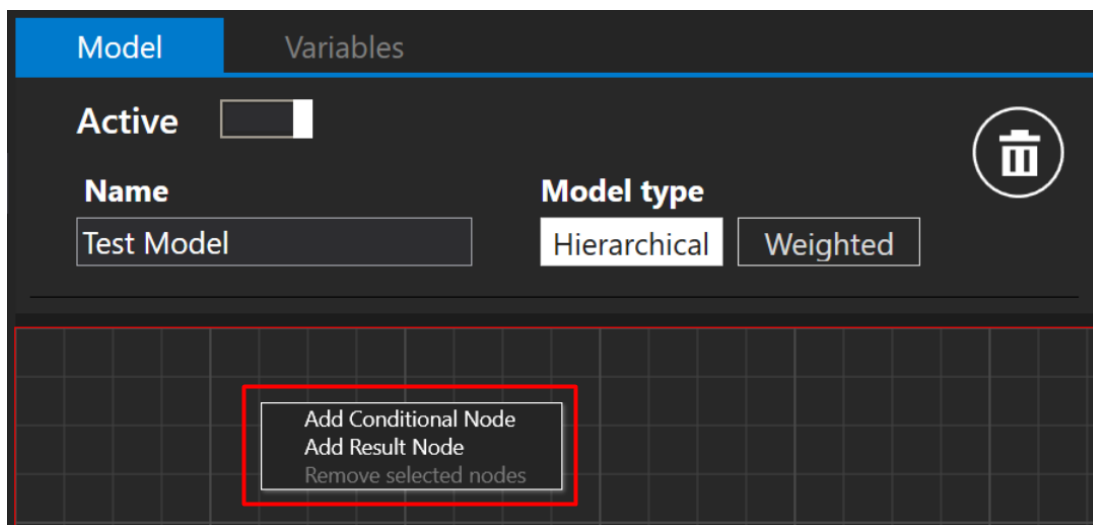 Model Variables
Active
Name Model type
Test Model Hierarchical Weighted
Add Conditional Node
Add Result Node
Remove selected nodes